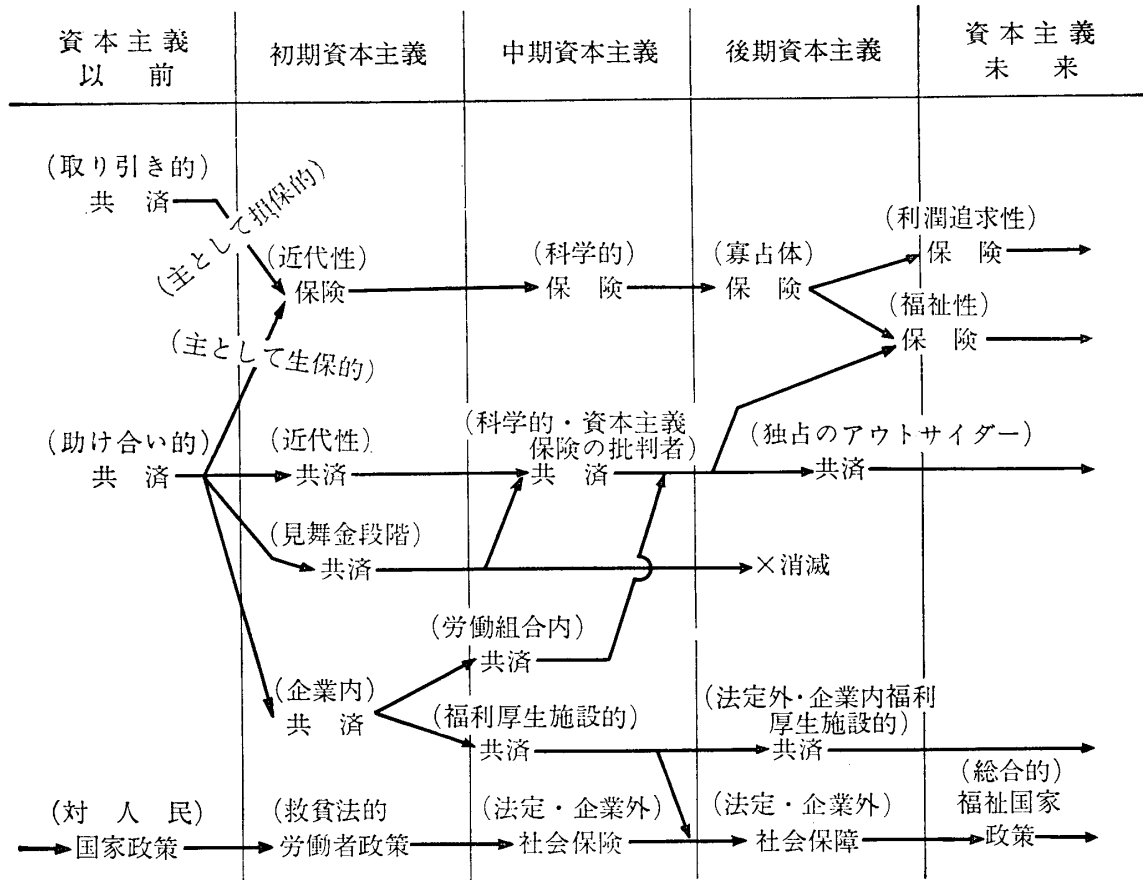 資本主義
以前
初期資本主義
中期資本主義
後期資本主義
資本主義
未来
(取り引き的)
共済
(主として損保的)
(近代性)
保険
(科学的)
保険
(寡占体)
保険
(利潤追求性)
保険
(福祉性)
保険
(主として生保的)
(助け合い的)
共済
(近代性)
共済
(科学的・資本主義
保険の批判者)
共済
(独占のアウトサイダー)
共済
(見舞金段階)
共済
×消滅
(労働組合内)
共済
(企業内)
共済
(福利厚生施設的)
共済
(法定外・企業内福利
厚生施設的)
共済
(対人民)
国家政策
(救貧法的
労働者政策
(法定・企業外)
社会保険
(法定・企業外)
社会保障
(総合的)
福祉国家
政策